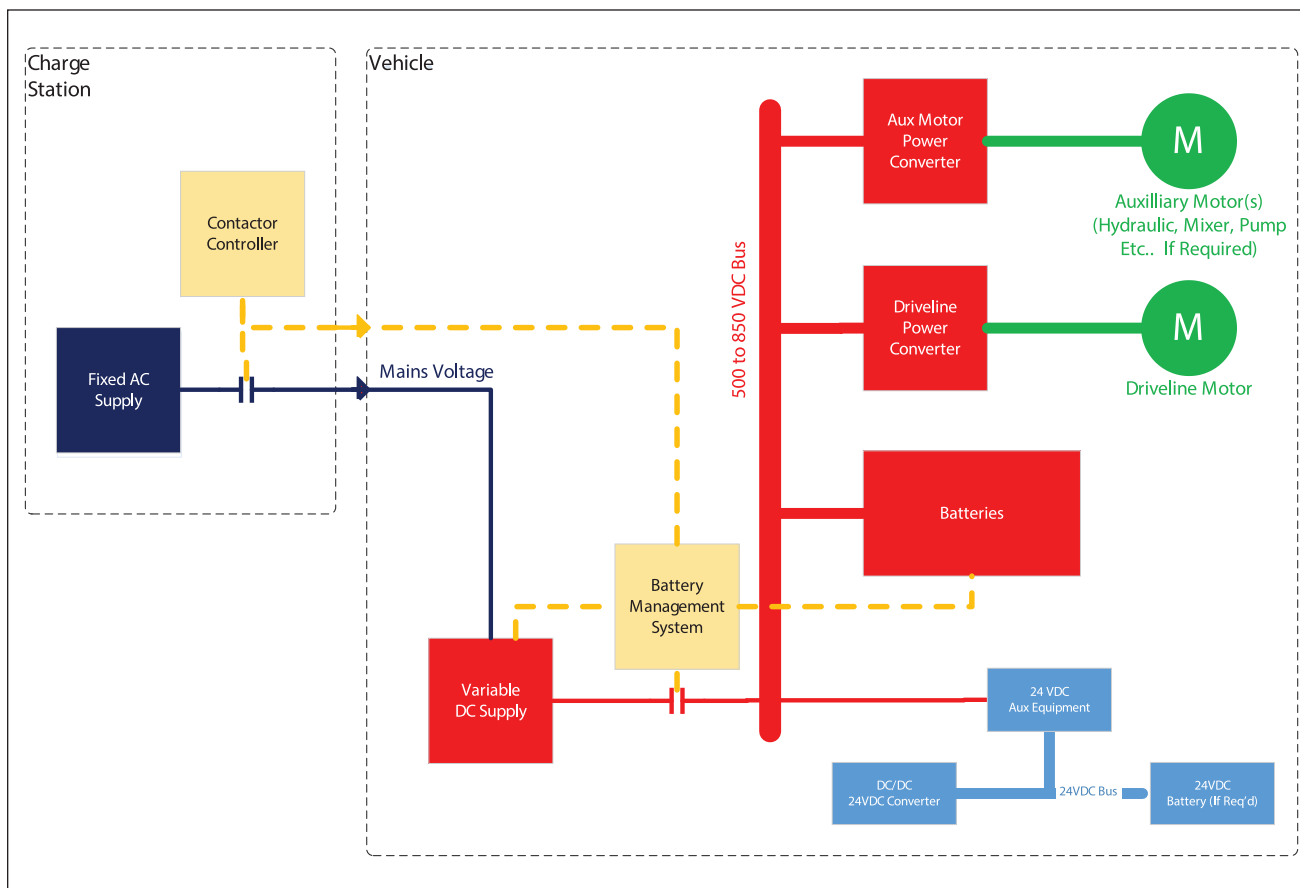 Charge
Station
Vehicle
Contactor
Controller
Fixed AC
Supply
Mains Voltage
500 to 850 VDC Bus
Aux Motor
Power
Converter
M
Auxilliary Motor(s)
(Hydraulic, Mixer, Pump
Etc.. If Required)
Driveline
Power
Converter
M
Driveline Motor
Batteries
Battery
Management
System
Variable
DC Supply
24 VDC
Aux Equipment
DC/DC
24VDC Converter
24VDC Bus
24VDC
Battery (If Req'd)